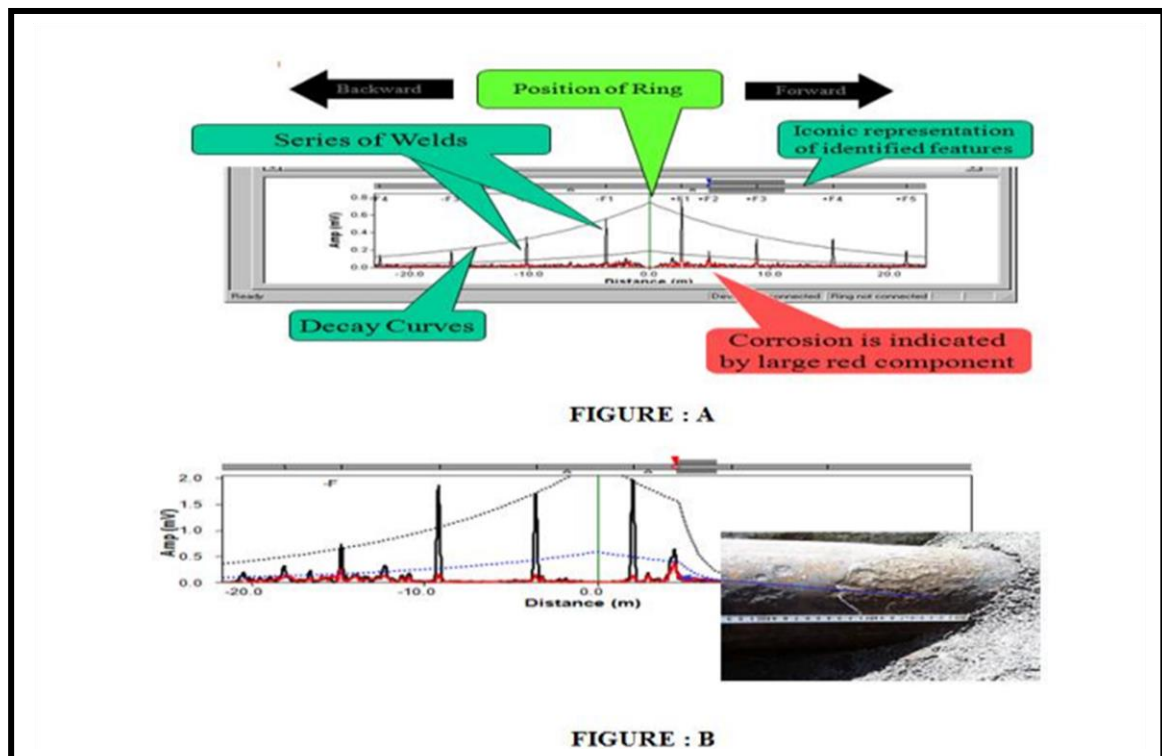 Backward
Position of Ring
Forward
Series of Welds
Iconic representation
of identified features
-F1
+F2
+F3
+F4
+F5
Amp (mV)
0.8
0.6
0.4
0.2
0.0
-20.0
-10.0
0.0
10.0
20.0
Distance (m)
Ready
connected
Ring not connected
Decay Curves
Corrosion is indicated
by large red component
FIGURE : A
-F
Amp (mV)
2.0
1.5
1.0
0.5
0.0
-20.0
-10.0
0.0
Distance (m)
FIGURE : B